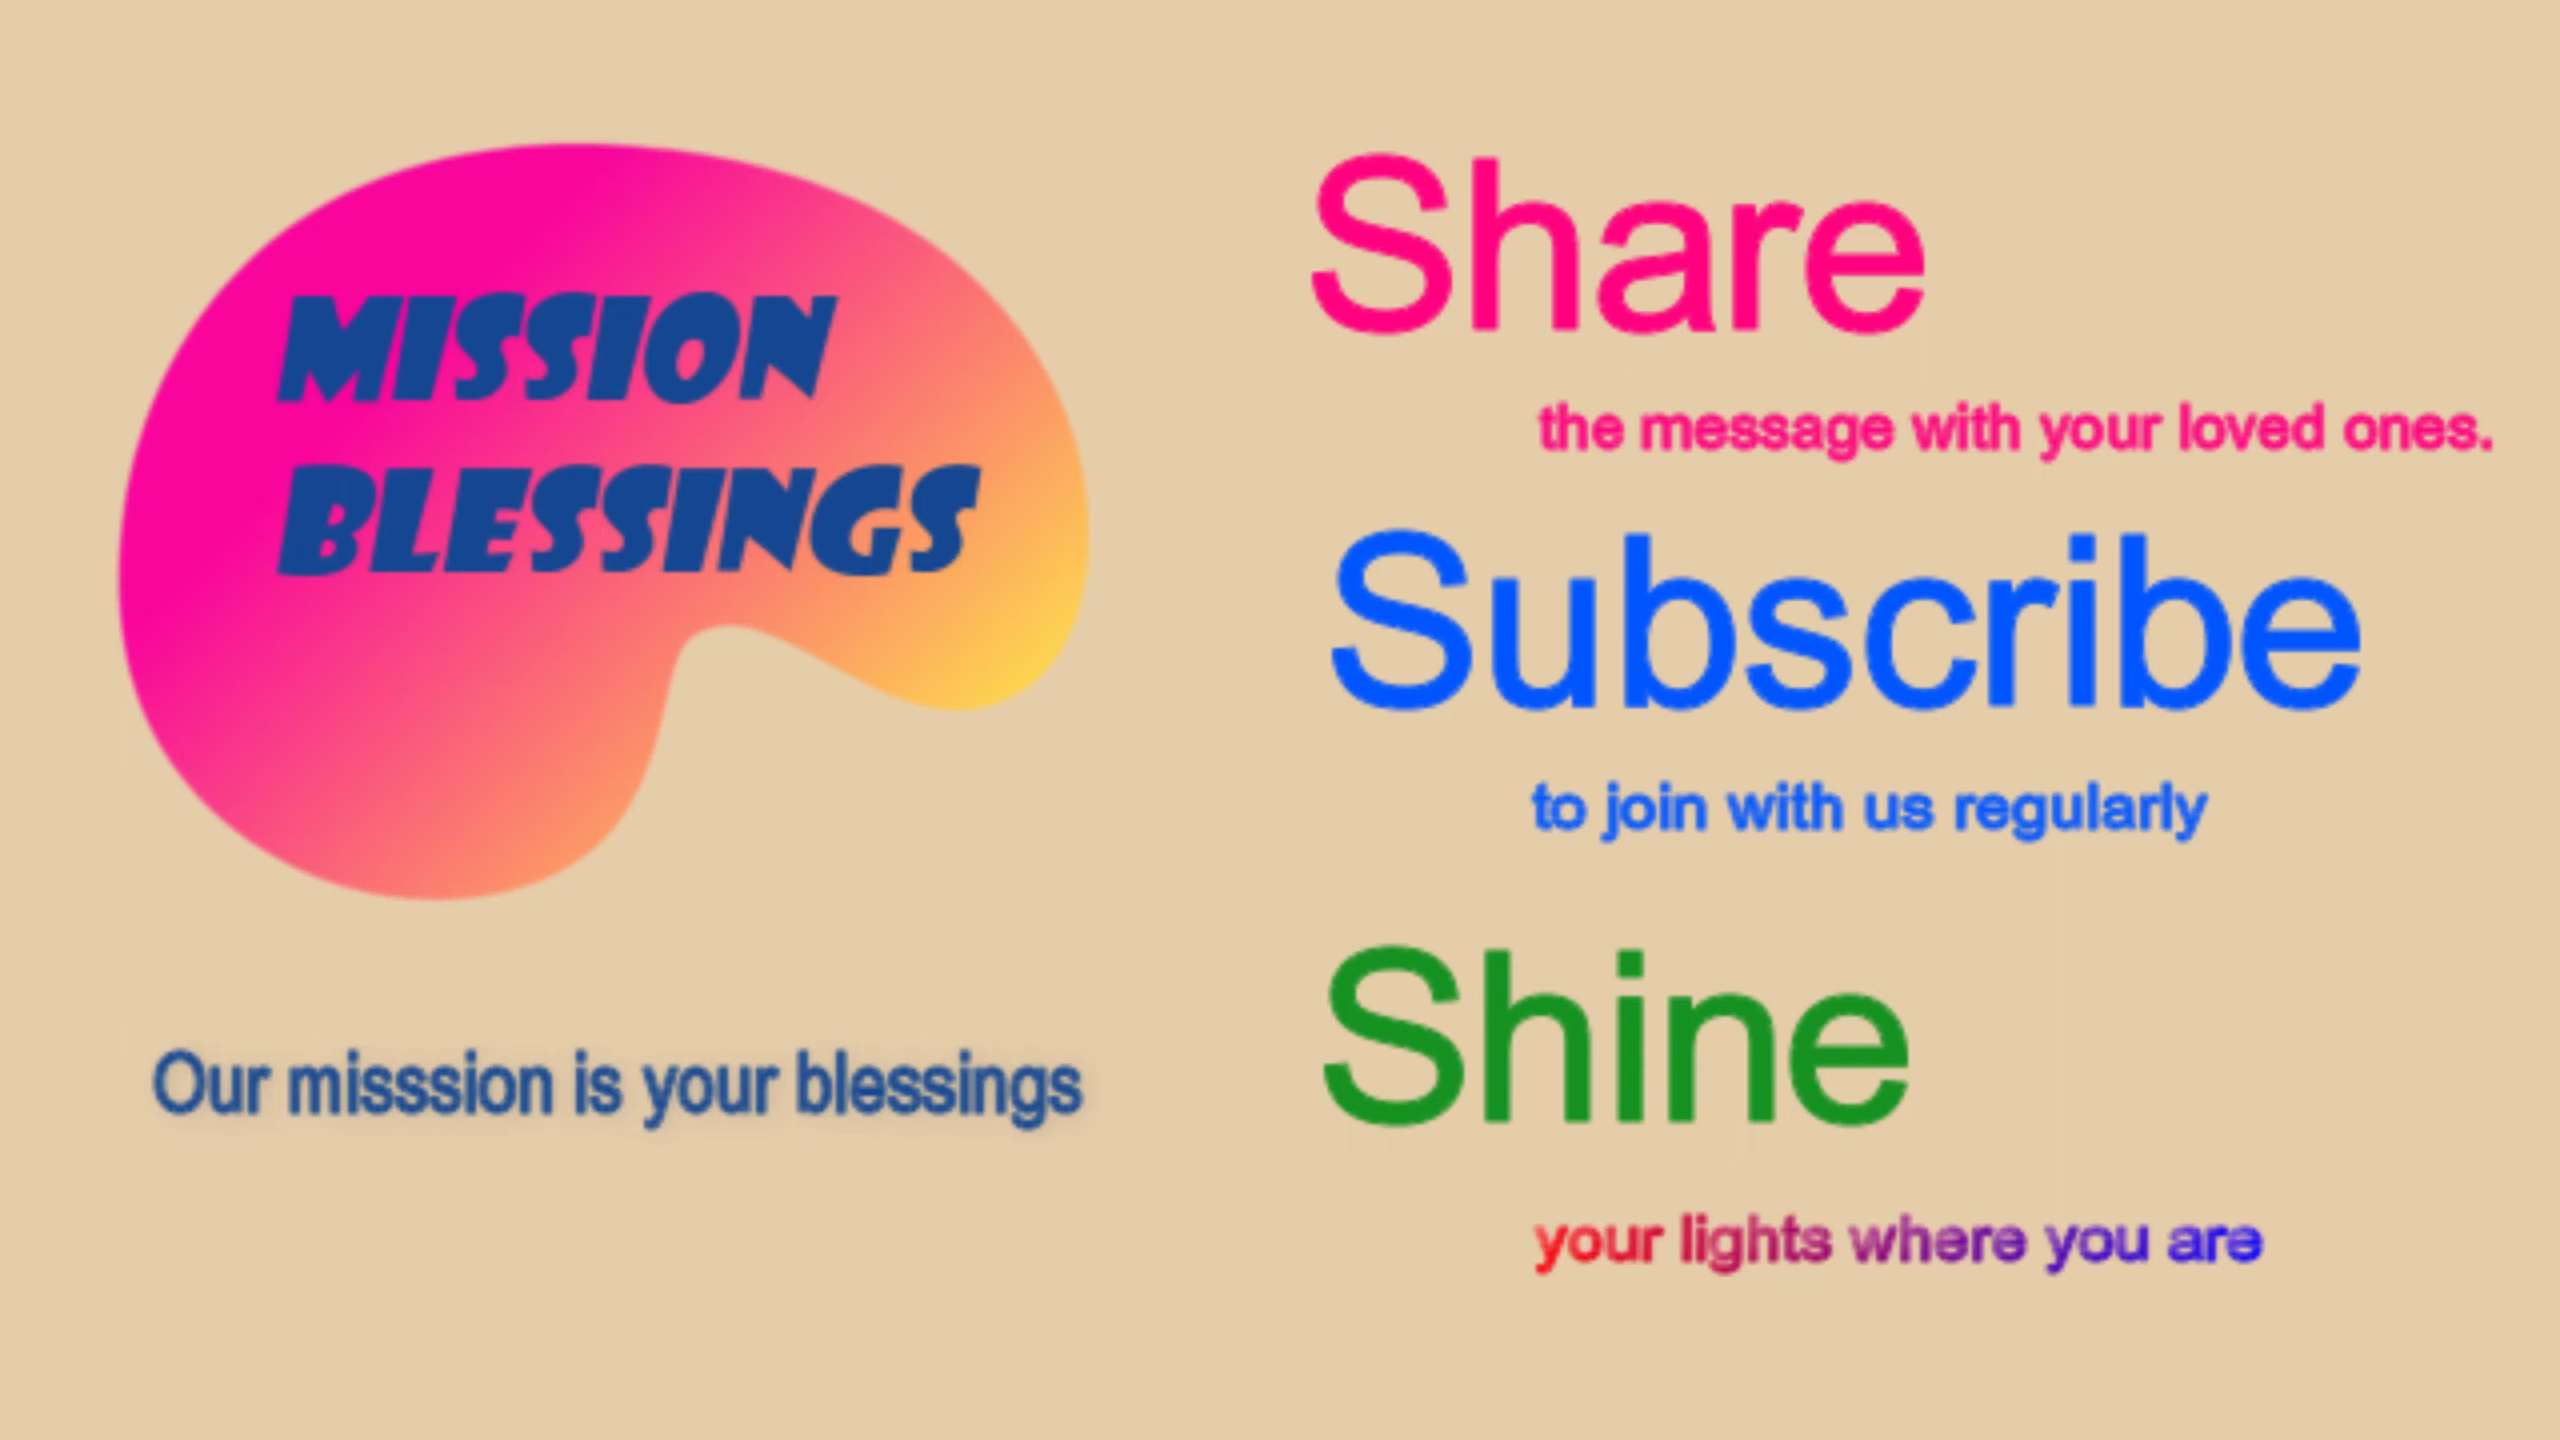 MISSION
BLESSINGS
Our misssion is your blessings
Share
the message with your loved ones.
Subscribe
to join with us regularly
Shine
your lights where you are